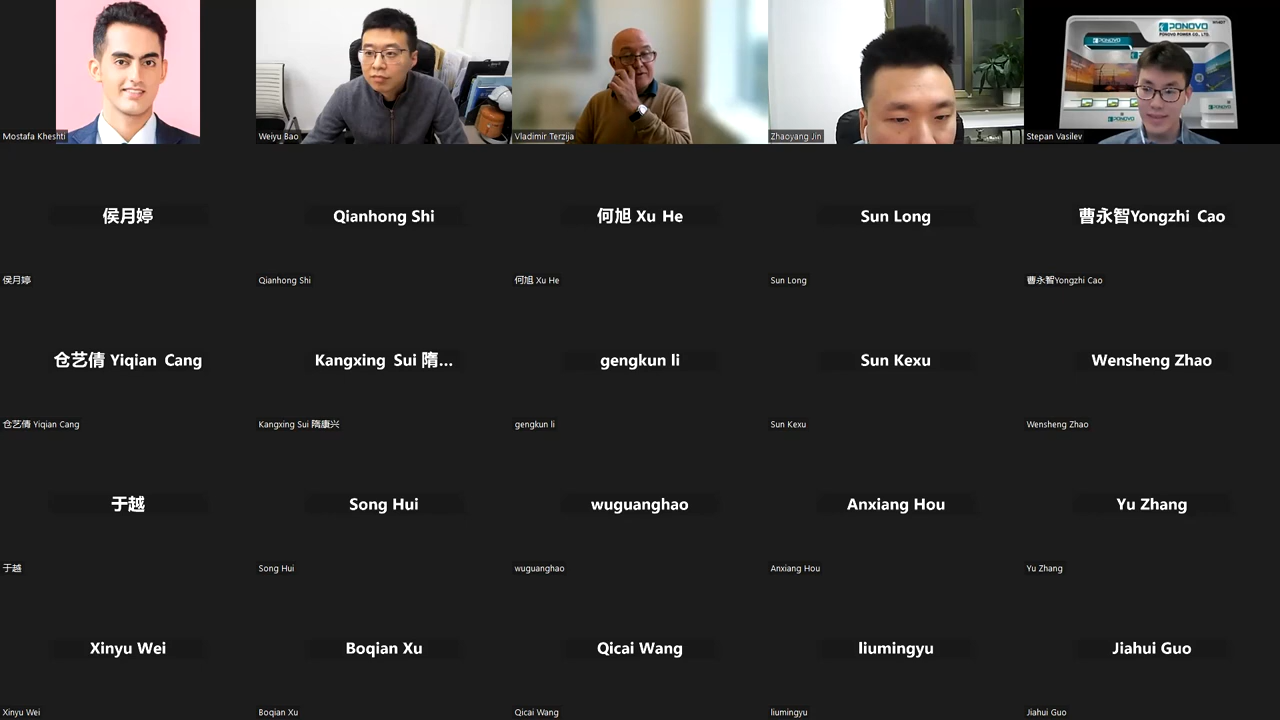 PONOVO
PONOVO POWER CO., LTD.
PONOVO
PONOVO
PONOVO
Mostafa Kheshti
Weiyu Bao
Vladimir Terzija
Zhaoyang Jin
Stepan Vasilev
侯月婷
Qianhong Shi
何旭 Xu He
Sun Long
曹永智Yongzhi Cao
侯月婷
Qianhong Shi
何旭 Xu He
Sun Long
曹永智Yongzhi Cao
仓艺倩 Yiqian Cang
Kangxing Sui 隋...
gengkun li
Sun Kexu
Wensheng Zhao
仓艺倩 Yiqian Cang
Kangxing Sui 隋康兴
gengkun li
Sun Kexu
Wensheng Zhao
于越
Song Hui
wuguanghao
Anxiang Hou
Yu Zhang
于越
Song Hui
wuguanghao
Anxiang Hou
Yu Zhang
Xinyu Wei
Boqian Xu
Qicai Wang
liumingyu
Jiahui Guo
Xinyu Wei
Boqian Xu
Qicai Wang
liumingyu
Jiahui Guo